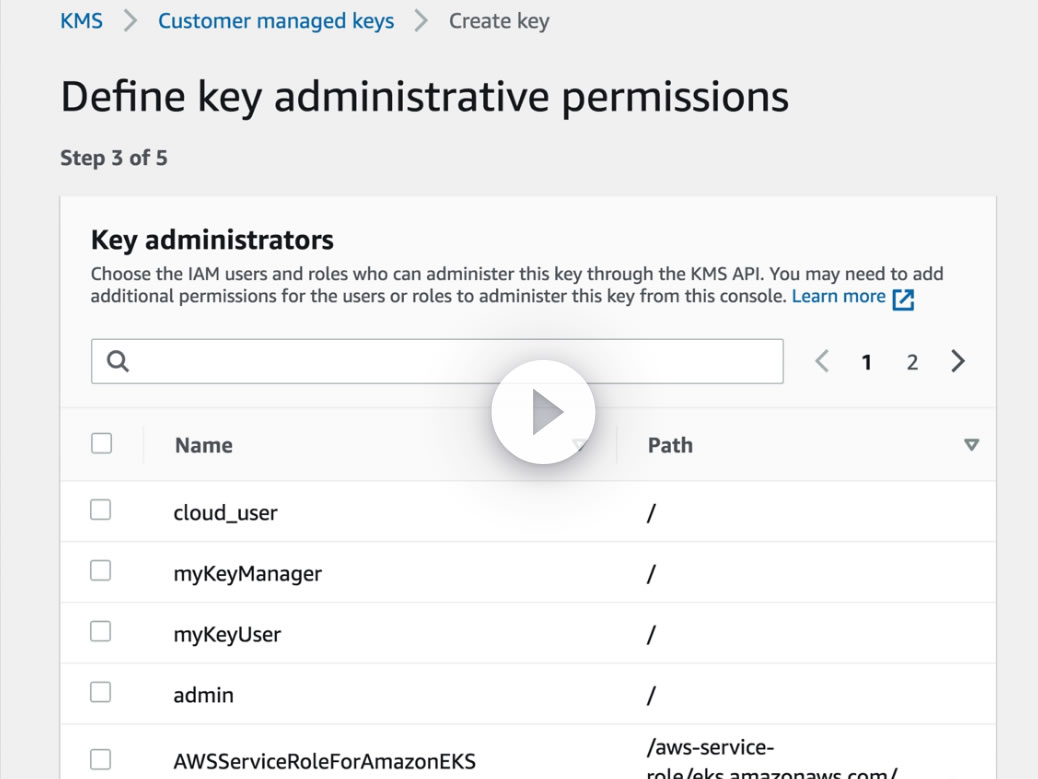 KMS > Customer managed keys > Create key
Define key administrative permissions
Step 3 of 5
Key administrators
Choose the IAM users and roles who can administer this key through the KMS API. You may need to add
additional permissions for the users or roles to administer this key from this console. Learn more
1 2
Name Path
cloud_user /
myKeyManager /
myKeyUser /
admin /
AWSServiceRoleForAmazonEKS /aws-service-
role/eks.amazonaws.com/